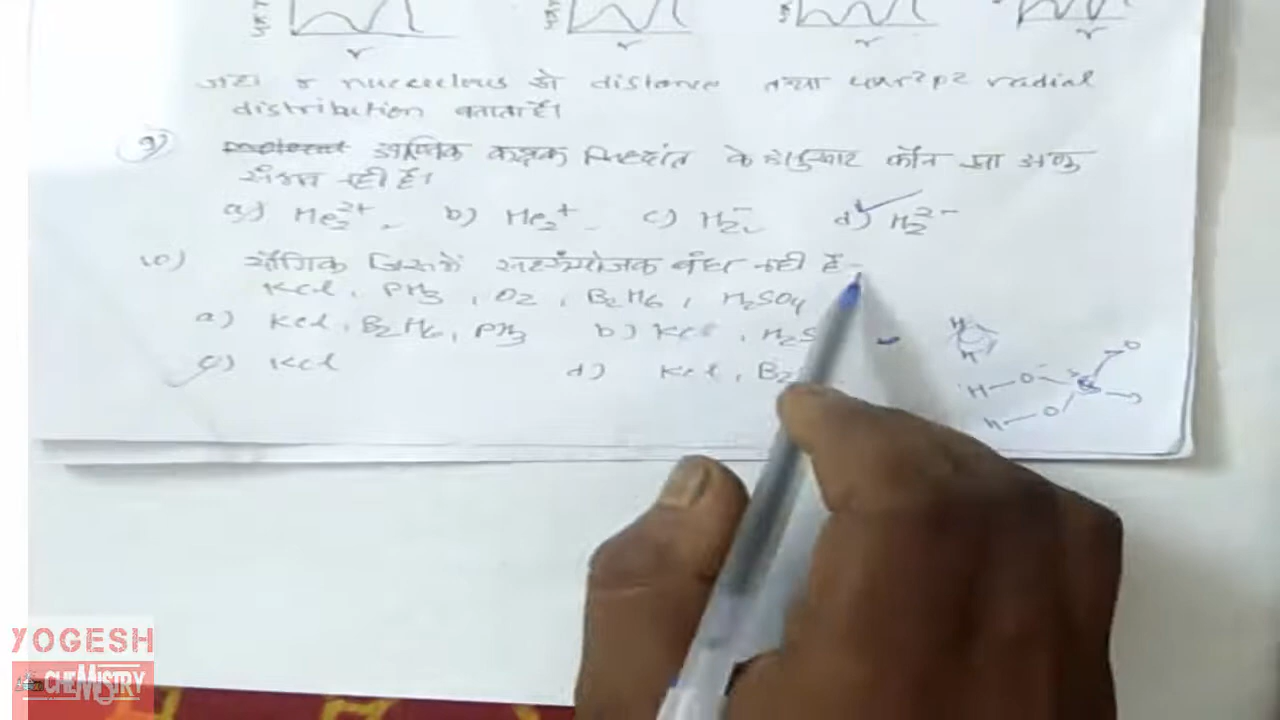 r r r r
जहां r nucleus से distance तथा 4πr²φ² radial
distribution बताता है।
9) आण्विक कक्षक सिद्धांत के अनुसार कौन सा अणु
संभव नहीं है।
a) He₂²⁺, b) He₂⁺ c) H₂⁻, d) H₂²⁻
10) यौगिक जिसमें सहसंयोजक बंध नहीं है -
KCl, PH₃, O₂, B₂H₆, H₂SO₄
a) KCl, B₂H₆, PH₃ b) KCl, H₂S
c) KCl d) KCl, B₂
H
H
H-O S O
H-O
YOGESH
CHEMISTRY